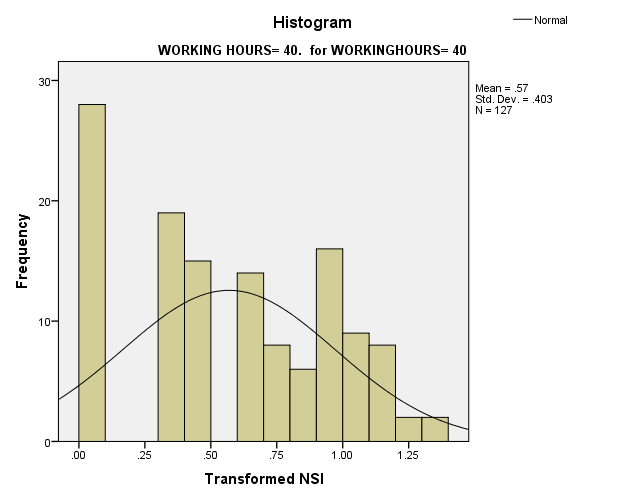 Histogram
Normal
WORKING HOURS= 40.  for WORKINGHOURS= 40
Mean = .57
Std. Dev. = .403
N = 127
Frequency
30
20
10
0
.00 .25 .50 .75 1.00 1.25
Transformed NSI